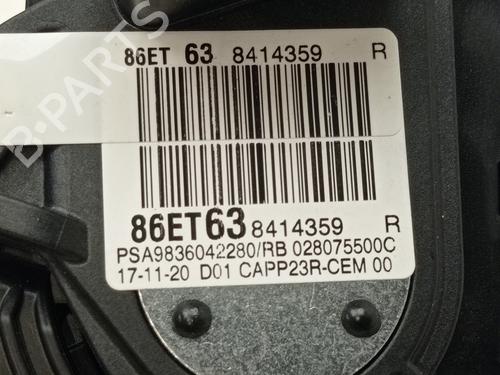 86ET 63 8414359 R
86ET63 8414359 R
PSA9836042280/RB 028075500C
17-11-20 D01 CAPP23R-CEM 00
B-PARTS